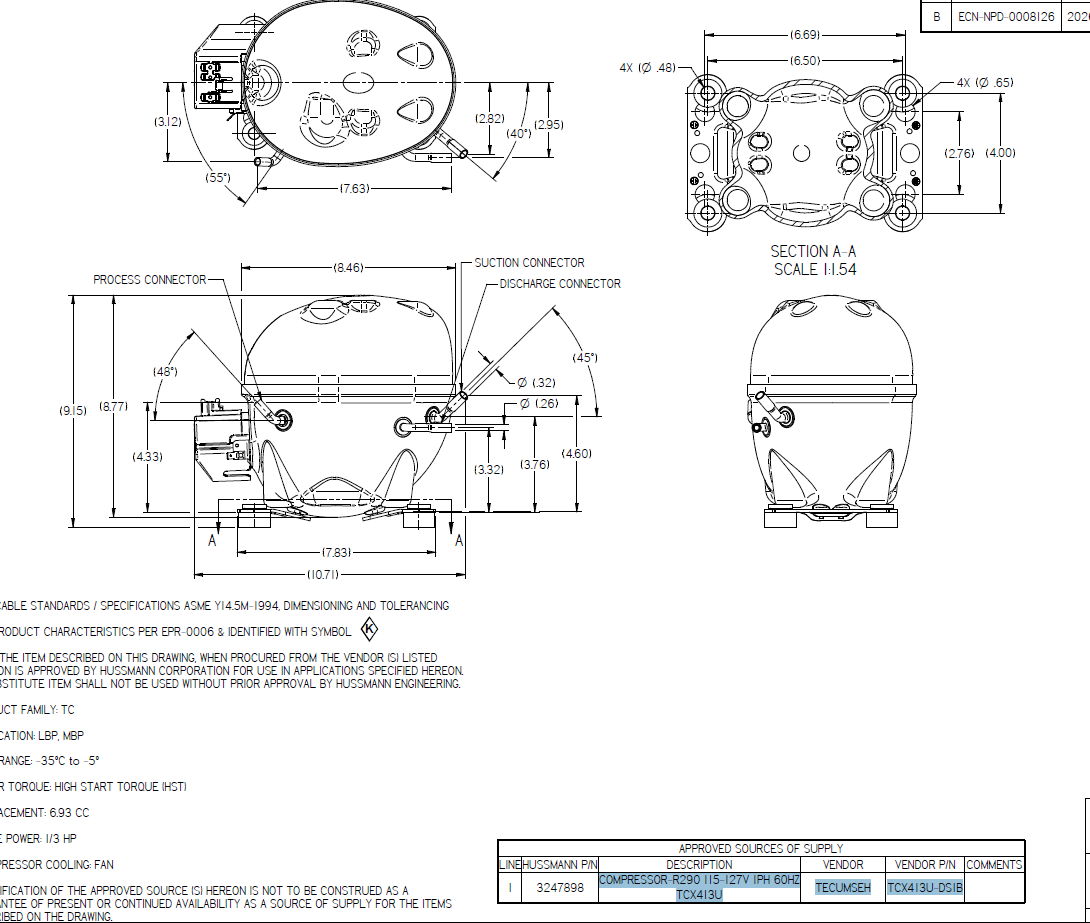 B ECN-NPD-0008126 202
(6.69)
(6.50)
4X (Ø .48)
4X (Ø .65)
(3.12)
(2.82)
(40°)
(2.95)
(55°)
(7.63)
(2.76)
(4.00)
SECTION A-A
SCALE 1:1.54
PROCESS CONNECTOR
(8.46)
SUCTION CONNECTOR
DISCHARGE CONNECTOR
(48°)
(45°)
Ø (.32)
Ø (.26)
(9.15)
(8.77)
(4.33)
(3.32)
(3.76)
(4.60)
A
A
(7.83)
(10.71)
CABLE STANDARDS / SPECIFICATIONS ASME Y14.5M-1994, DIMENSIONING AND TOLERANCING
RODUCT CHARACTERISTICS PER EPR-0006 & IDENTIFIED WITH SYMBOL K
THE ITEM DESCRIBED ON THIS DRAWING, WHEN PROCURED FROM THE VENDOR (S) LISTED
ON IS APPROVED BY HUSSMANN CORPORATION FOR USE IN APPLICATIONS SPECIFIED HEREON.
BSTITUTE ITEM SHALL NOT BE USED WITHOUT PRIOR APPROVAL BY HUSSMANN ENGINEERING.
UCT FAMILY: TC
ICATION: LBP, MBP
RANGE: -35°C to -5°
R TORQUE: HIGH START TORQUE (HST)
ACEMENT: 6.93 CC
E POWER: 1/3 HP
PRESSOR COOLING: FAN
IFICATION OF THE APPROVED SOURCE (S) HEREON IS NOT TO BE CONSTRUED AS A
ANTEE OF PRESENT OR CONTINUED AVAILABILITY AS A SOURCE OF SUPPLY FOR THE ITEMS
RIBED ON THE DRAWING.
APPROVED SOURCES OF SUPPLY
LINE HUSSMANN P/N DESCRIPTION VENDOR VENDOR P/N COMMENTS
1 3247898 COMPRESSOR-R290 115-127V 1PH 60HZ TCX413U TECUMSEH TCX413U-DS1B